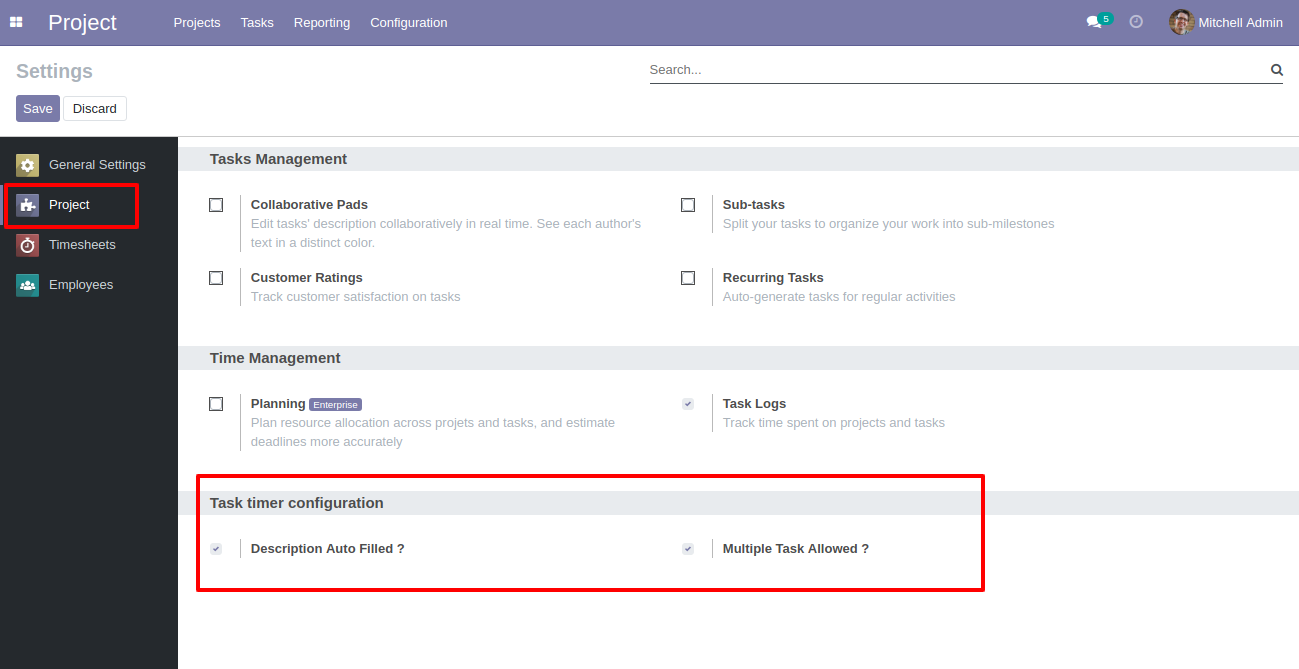 Project
Projects Tasks Reporting Configuration
5
Mitchell Admin
Settings
Search...
Save Discard
General Settings
Project
Timesheets
Employees
Tasks Management
Collaborative Pads
Edit tasks' description collaboratively in real time. See each author's
text in a distinct color.
Sub-tasks
Split your tasks to organize your work into sub-milestones
Customer Ratings
Track customer satisfaction on tasks
Recurring Tasks
Auto-generate tasks for regular activities
Time Management
Planning Enterprise
Plan resource allocation across projets and tasks, and estimate
deadlines more accurately
Task Logs
Track time spent on projects and tasks
Task timer configuration
Description Auto Filled ?
Multiple Task Allowed ?